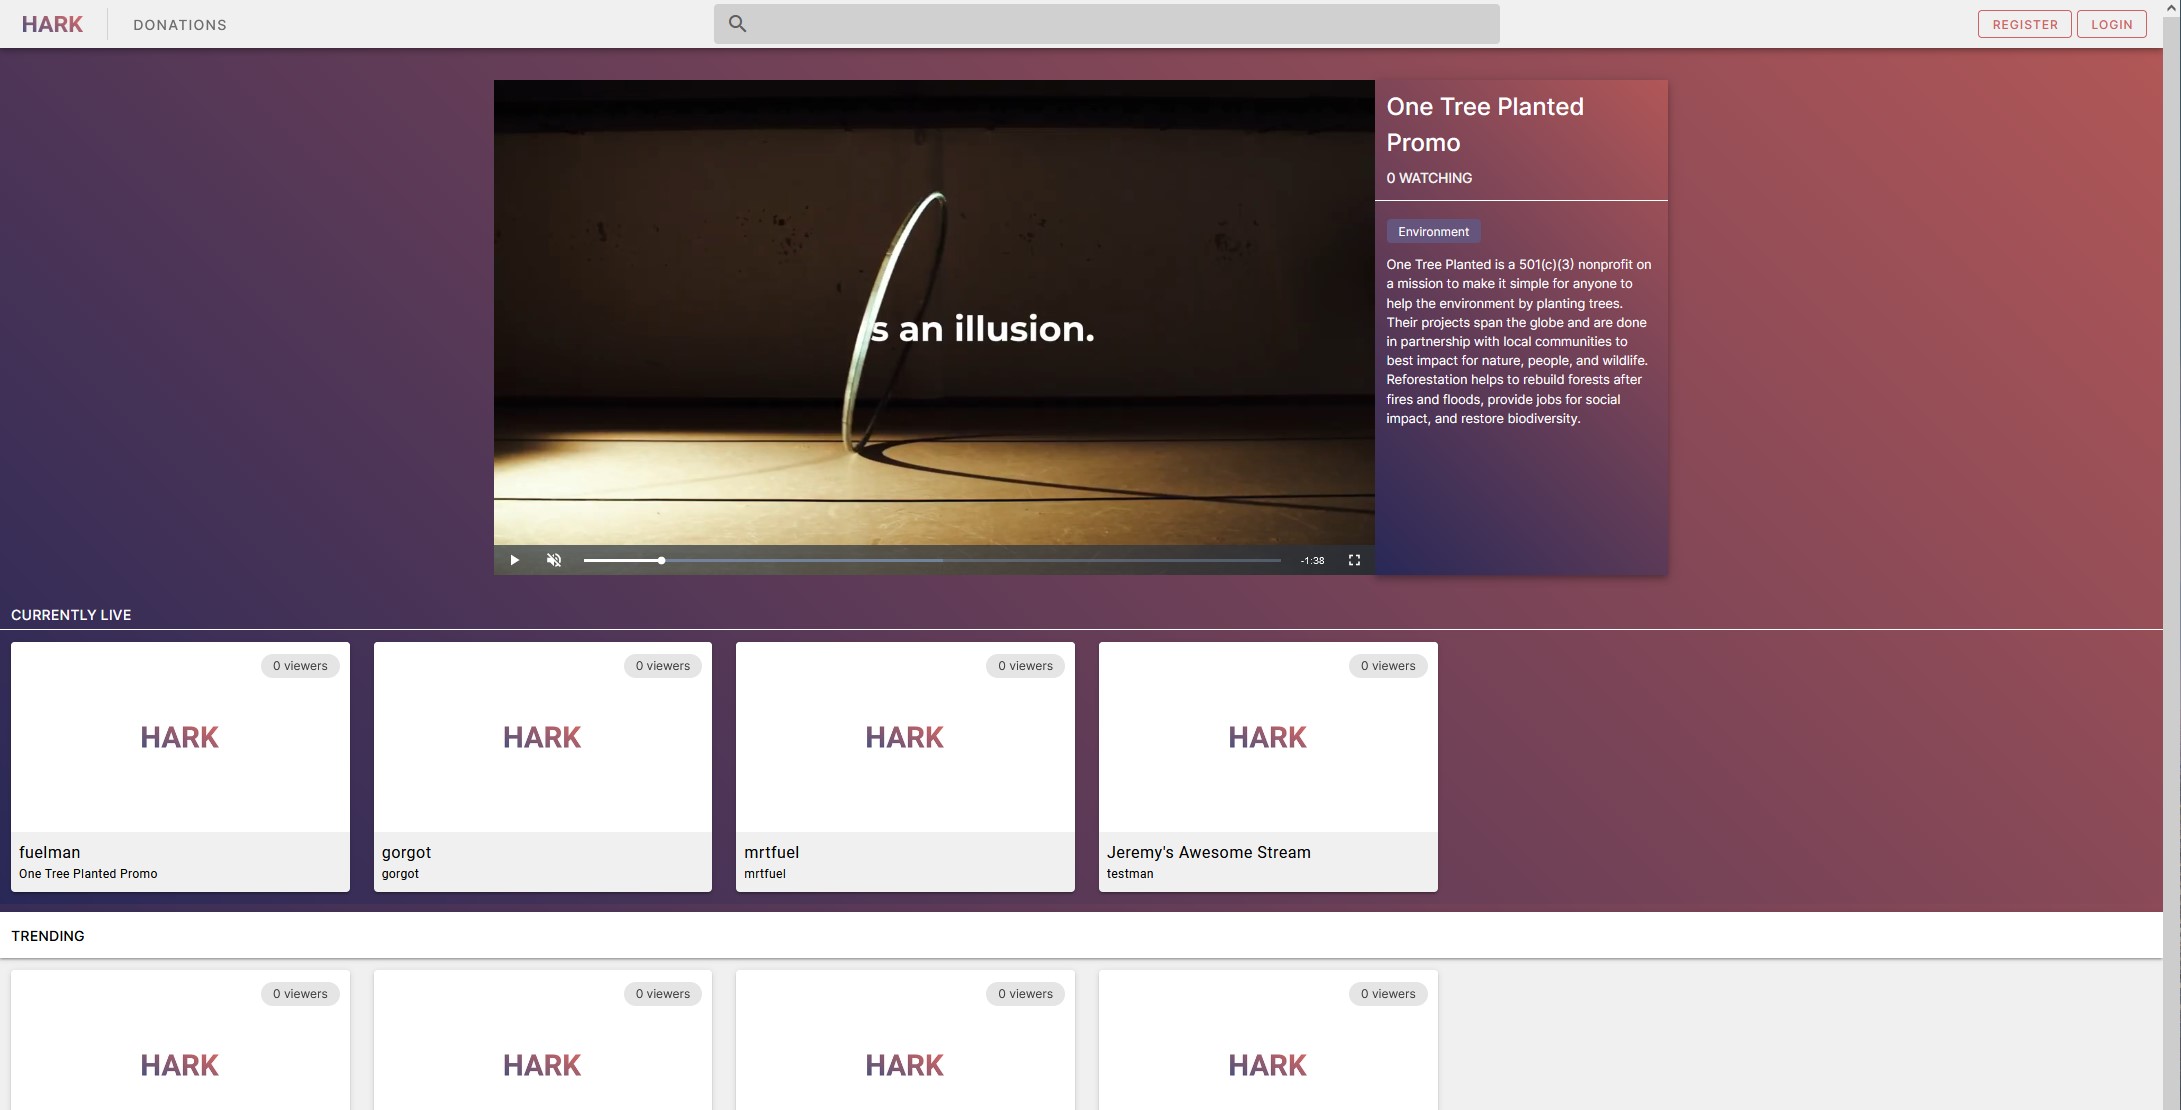 HARK
DONATIONS
REGISTER
LOGIN
s an illusion.
-1:38
One Tree Planted
Promo
0 WATCHING
Environment
One Tree Planted is a 501(c)(3) nonprofit on
a mission to make it simple for anyone to
help the environment by planting trees.
Their projects span the globe and are done
in partnership with local communities to
best impact for nature, people, and wildlife.
Reforestation helps to rebuild forests after
fires and floods, provide jobs for social
impact, and restore biodiversity.
CURRENTLY LIVE
0 viewers
HARK
fuelman
One Tree Planted Promo
0 viewers
HARK
gorgot
gorgot
0 viewers
HARK
mrtfuel
mrtfuel
0 viewers
HARK
Jeremy's Awesome Stream
testman
TRENDING
0 viewers
HARK
0 viewers
HARK
0 viewers
HARK
0 viewers
HARK